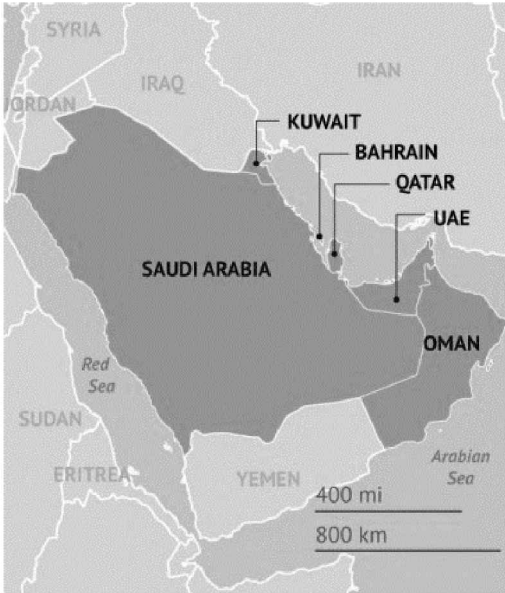 SYRIA
IRAQ
IRAN
JORDAN
KUWAIT
BAHRAIN
QATAR
UAE
SAUDI ARABIA
OMAN
Red
Sea
SUDAN
ERITREA
YEMEN
Arabian
Sea
400 mi
800 km